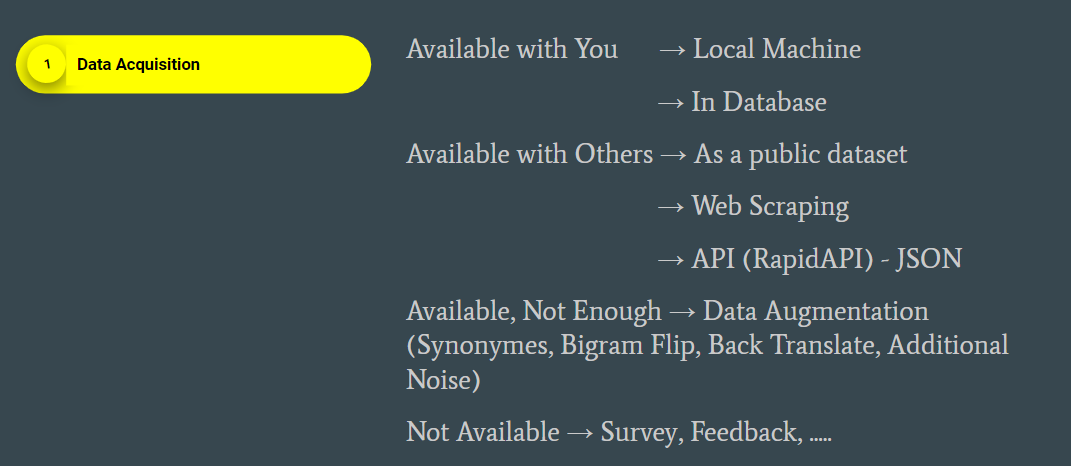 1 Data Acquisition
Available with You → Local Machine
→ In Database
Available with Others → As a public dataset
→ Web Scraping
→ API (RapidAPI) - JSON
Available, Not Enough → Data Augmentation
(Synonymes, Bigram Flip, Back Translate, Additional
Noise)
Not Available → Survey, Feedback, .....